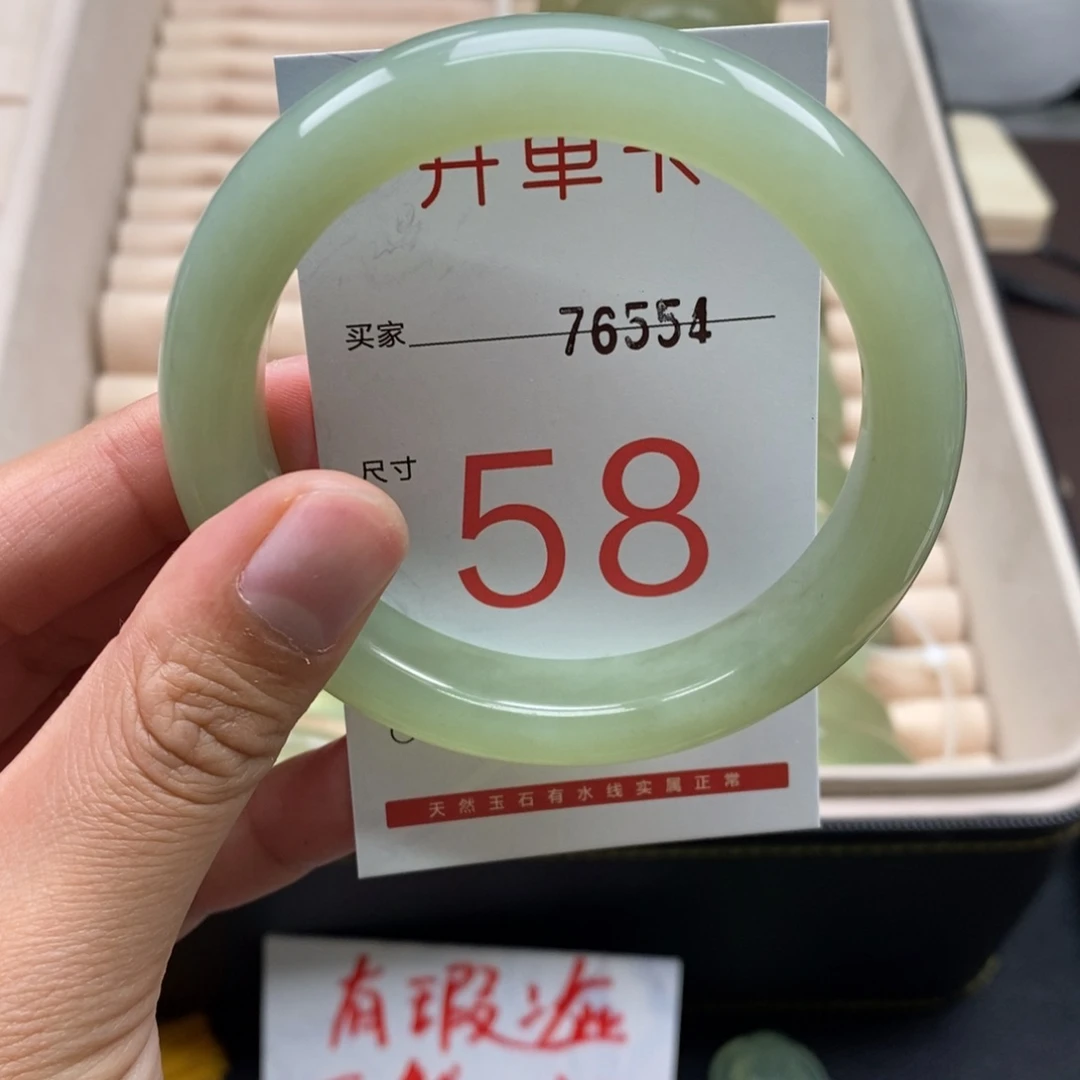 开单卡
买家 76554
尺寸 58
天然玉石有水线实属正常
有瑕疵